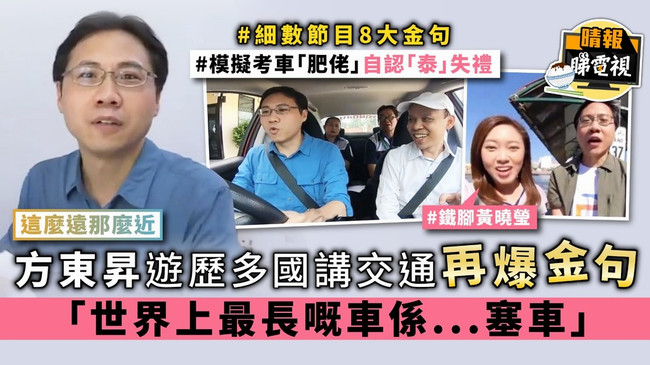 #細數節目8大金句
#模擬考車「肥佬」自認「泰」失禮
晴報
睇電視
#鐵腳黃曉瑩
這麼遠那麼近
方東昇遊歷多國講交通再爆金句
「世界上最長嘅車係...塞車」